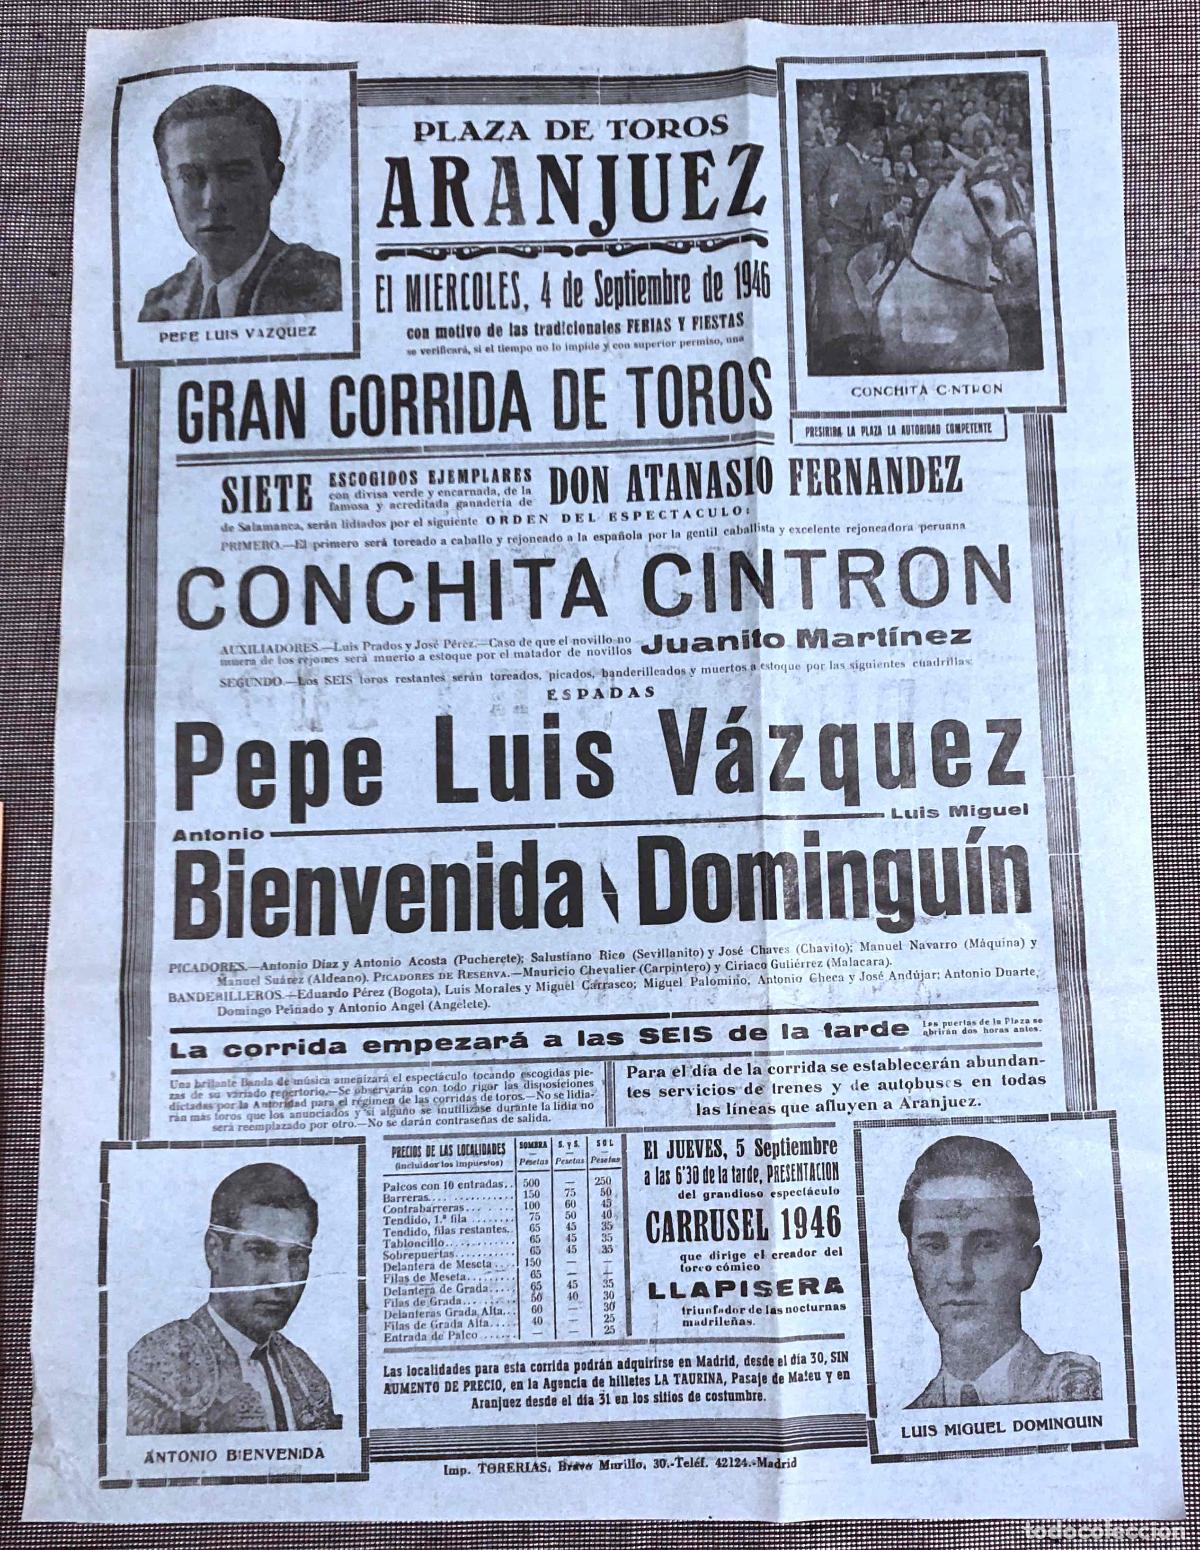 PLAZA DE TOROS
ARANJUEZ
El MIERCOLES, 4 de Septiembre de 1946
con motivo de las tradicionales FERIAS Y FIESTAS
se verificará, si el tiempo no lo impide y con superior permiso, una
GRAN CORRIDA DE TOROS
PEPE LUIS VAZQUEZ
CONCHITA C·NTRON
PRESIRIRA LA PLAZA LA AUTORIDAD COMPETENTE
SIETE ESCOGIDOS EJEMPLARES DON ATANASIO FERNANDEZ
con divisa verde y encarnada, de la
famosa y acreditada ganadería de
de Salamanca, serán lidiados por el siguiente ORDEN DEL ESPECTACULO:
PRIMERO.—El primero será toreado a caballo y rejoneado a la española por la gentil caballista y excelente rejoneadora peruana
CONCHITA CINTRON
AUXILIADORES.—Luis Prados y José Pérez.—Caso de que el novillo no
muera de los rejones será muerto a estoque por el matador de novillos Juanito Martínez
SEGUNDO.—Los SEIS toros restantes serán toreados, picados, banderilleados y muertos a estoque por las siguientes cuadrillas:
ESPADAS
Pepe Luis Vázquez
Antonio Luis Miguel
Bienvenida Dominguín
PICADORES.—Antonio Díaz y Antonio Acosta (Pucherete); Salustiano Rico (Sevillanito) y José Chaves (Chavito); Manuel Navarro (Máquina) y
Manuel Suárez (Aldeano). PICADORES DE RESERVA.—Mauricio Chevalier (Carpintero) y Ciriaco Gutiérrez (Malacara).
BANDERILLEROS.—Eduardo Pérez (Bogota), Luis Morales y Miguel Carrasco; Miguel Palomino, Antonio Checa y José Andújar; Antonio Duarte,
Domingo Peinado y Antonio Angel (Angelete).
La corrida empezará a las SEIS de la tarde Las puertas de la Plaza se
abrirán dos horas antes.
Una brillante Banda de música amenizará el espectáculo tocando escogidas pie-
zas de su variado repertorio.—Se observarán con todo rigor las disposiciones
dictadas por la Autoridad para el régimen de las corridas de toros.—No se lidia-
rán más toros que los anunciados y si alguno se inutilizase durante la lidia no
será reemplazado por otro.—No se darán contraseñas de salida.
Para el día de la corrida se establecerán abundan-
tes servicios de trenes y de autobuses en todas
las líneas que afluyen a Aranjuez.
PRECIOS DE LAS LOCALIDADES SOMBRA S. y S. SOL
(incluídos los impuestos) Pesetas Pesetas Pesetas
Palcos con 10 entradas.. 500 — 250
Barreras............ 150 75 50
Contrabarreras... 100 60 45
Tendido, 1.ª fila ....... 75 50 40
Tendido, filas restantes. 65 45 35
Tabloncillo........... 65 45 35
Sobrepuertas......... 65 45 35
Delantera de Meseta.. 150 — —
Filas de Meseta...... 65 — —
Delantera de Grada.... 65 45 35
Filas de Grada....... 50 40 30
Delanteras Grada Alta.. 60 — 30
Filas de Grada Alta.... 40 — 25
Entrada de Palco ...... — — 25
El JUEVES, 5 Septiembre
a las 6'30 de la tarde, PRESENTACION
del grandioso espectáculo
CARRUSEL 1946
que dirige el creador del
toreo cómico
LLAPISERA
triunfador de las nocturnas
madrileñas.
Las localidades para esta corrida podrán adquirirse en Madrid, desde el día 30, SIN
AUMENTO DE PRECIO, en la Agencia de billetes LA TAURINA, Pasaje de Mateu y en
Aranjuez desde el día 31 en los sitios de costumbre.
ANTONIO BIENVENIDA
LUIS MIGUEL DOMINGUIN
Imp. TORERIAS. Bravo Murillo, 30.-Teléf. 42124.-Madrid
todocoleccion